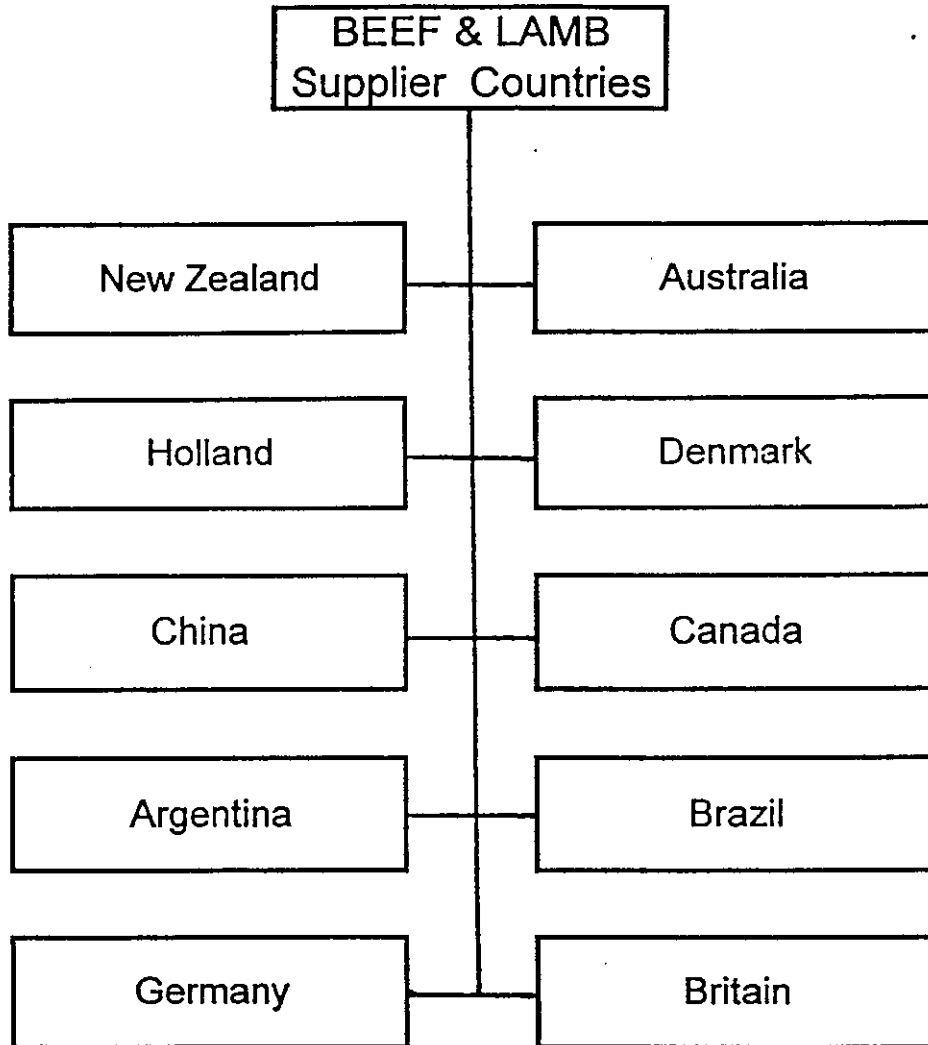 BEEF & LAMB
Supplier Countries
New Zealand
Australia
Holland
Denmark
China
Canada
Argentina
Brazil
Germany
Britain